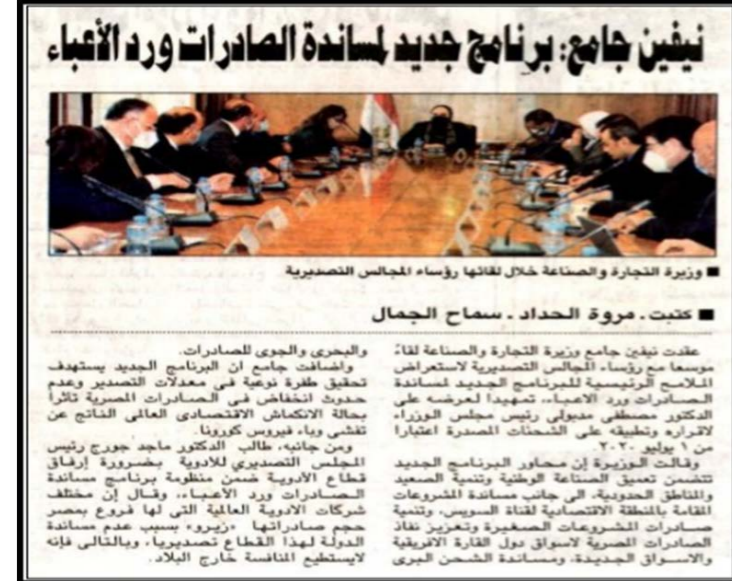 نيفين جامع: برنامج جديد لمساندة الصادرات ورد الأعباء
■ وزيرة التجارة والصناعة خلال لقائها رؤساء المجالس التصديرية
■ كتبت ـ مروة الحداد ـ سماح الجمال
عقدت نيفين جامع وزيرة التجارة والصناعة لقاءً
موسعا مع رؤساء المجالس التصديرية لاستعراض
الملامح الرئيسية للبرنامج الجديد لمساندة
الصادرات ورد الاعباء، تمهيدا لعرضه على
الدكتور مصطفى مدبولى رئيس مجلس الوزراء
لاقراره وتطبيقه على الشحنات المصدرة اعتبارا
من ١ يوليو ٢٠٢٠.
وقالت الوزيرة إن محاور البرنامج الجديد
تتضمن تعميق الصناعة الوطنية وتنمية الصعيد
والمناطق الحدودية، الى جانب مساندة المشروعات
المقامة بالمنطقة الاقتصادية لقناة السويس، وتنمية
صادرات المشروعات الصغيرة وتعزيز نفاذ
الصادرات المصرية لاسواق دول القارة الافريقية
والاسواق الجديدة، ومساندة الشحن البرى
والبحرى والجوى للصادرات.
واضافت جامع ان البرنامج الجديد يستهدف
تحقيق طفرة نوعية فى معدلات التصدير وعدم
حدوث انخفاض فى الصادرات المصرية تاثرا
بحالة الانكماش الاقتصادى العالمى الناتج عن
تفشى وباء فيروس كورونا.
ومن جانبه، طالب الدكتور ماجد جورج رئيس
المجلس التصديري للأدوية بضرورة إرفاق
قطاع الادوية ضمن منظومة برنامج مساندة
الصادرات ورد الأعباء، وقال إن مختلف
شركات الادوية العالمية التى لها فروع بمصر
حجم صادراتها «زيرو» بسبب عدم مساندة
الدولة لهذا القطاع تصديريا، وبالتالى فإنه
لايستطيع المنافسة خارج البلاد.